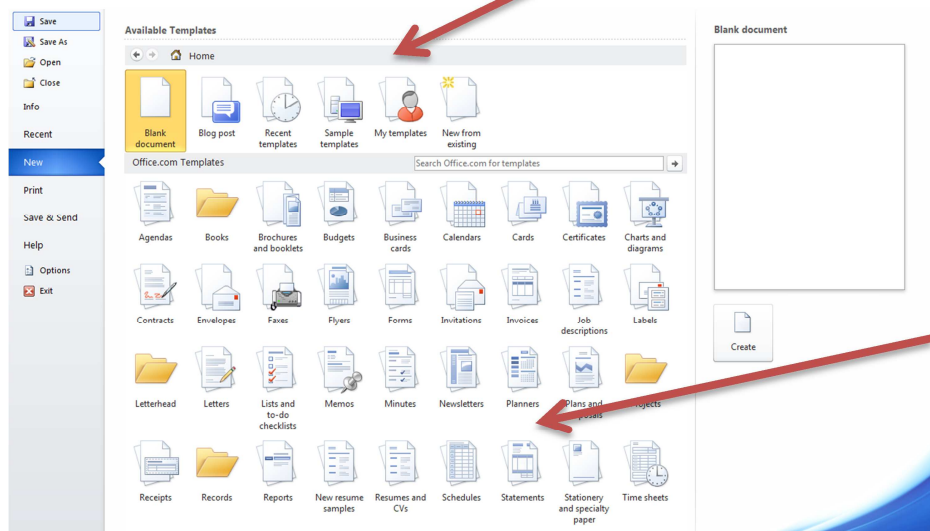 Save
Save As
Open
Close
Info
Recent
New
Print
Save & Send
Help
Options
Exit
Available Templates
Home
Blank document
Blog post
Recent templates
Sample templates
My templates
New from existing
Office.com Templates
Search Office.com for templates
Agendas
Books
Brochures and booklets
Budgets
Business cards
Calendars
Cards
Certificates
Charts and diagrams
Contracts
Envelopes
Faxes
Flyers
Forms
Invitations
Invoices
Job descriptions
Labels
Letterhead
Letters
Lists and to-do checklists
Memos
Minutes
Newsletters
Planners
Plans and
Projects
Receipts
Records
Reports
New resume samples
Resumes and CVs
Schedules
Statements
Stationery and specialty paper
Time sheets
Blank document
Create